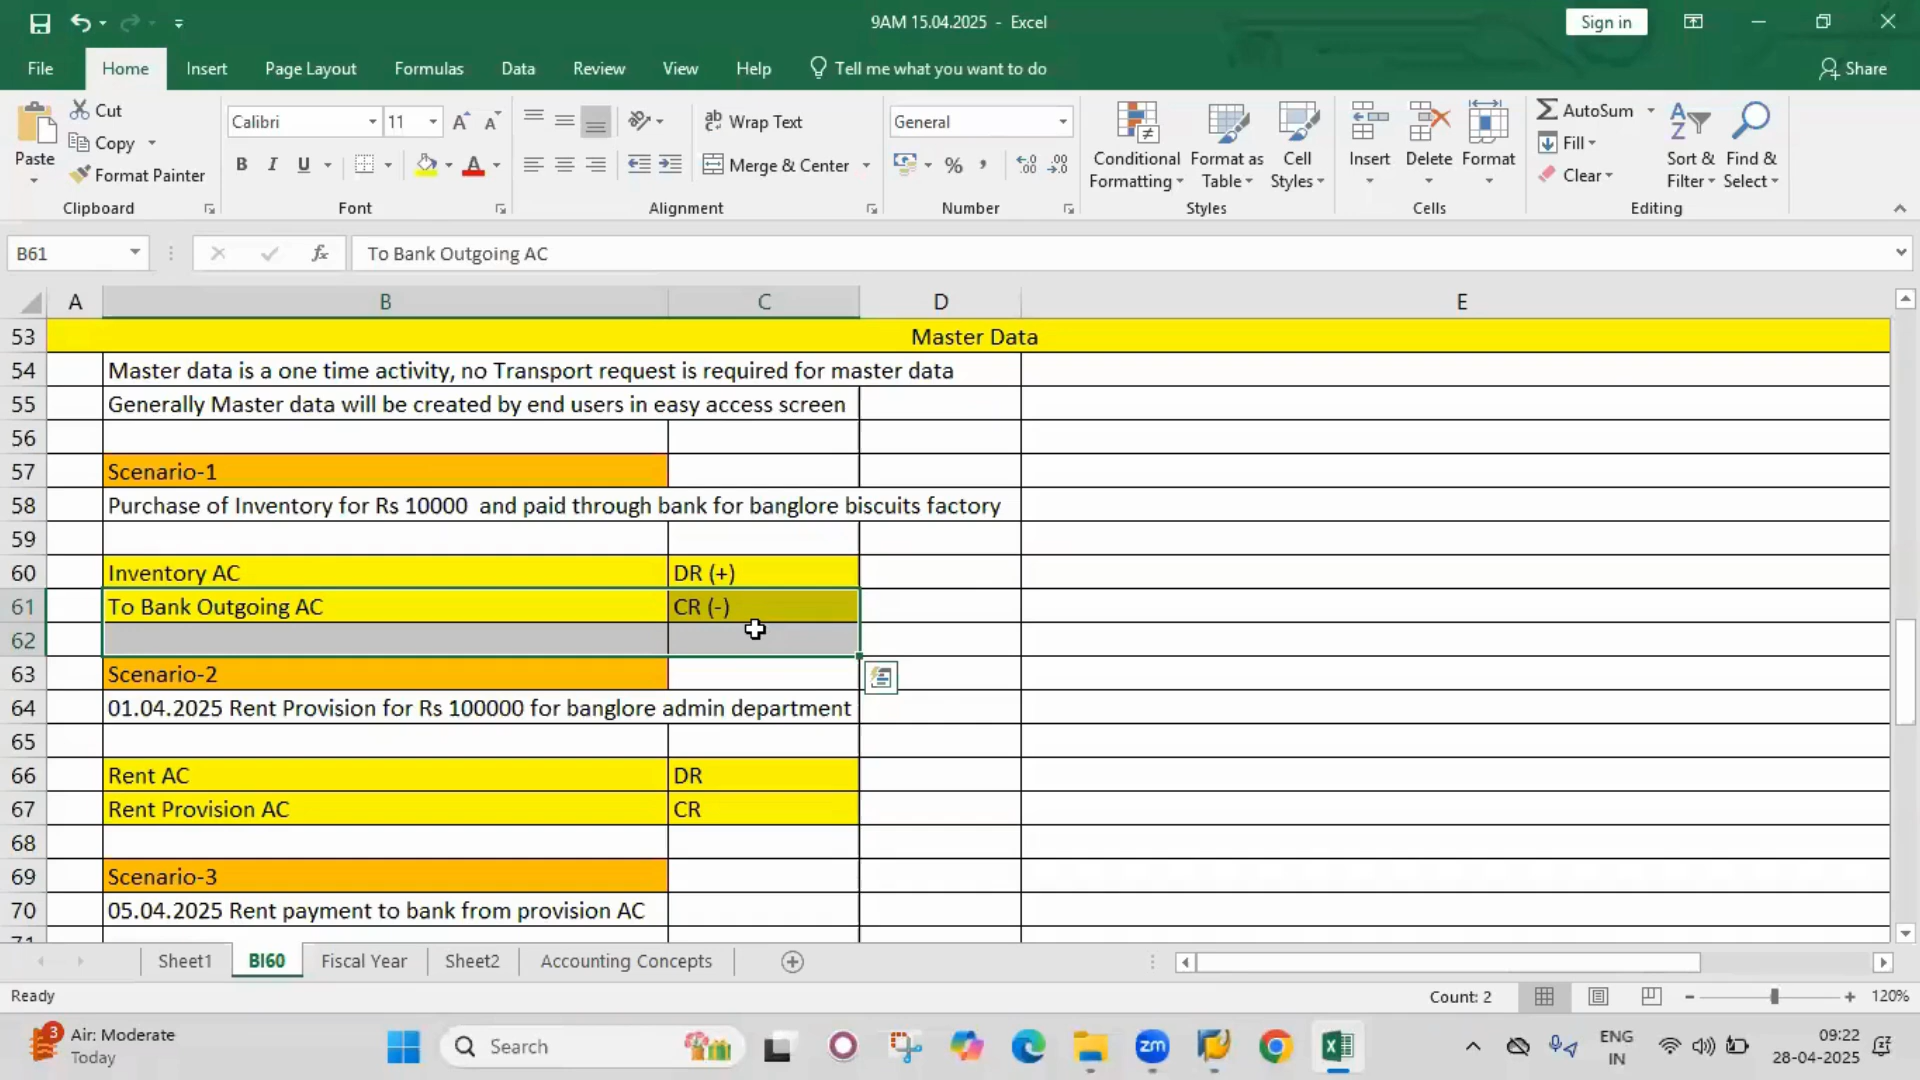 9AM 15.04.2025 - Excel
Sign in
File Home Insert Page Layout Formulas Data Review View Help Tell me what you want to do Share
Paste
Cut
Copy
Format Painter
Clipboard
Calibri 11
B I U A
Font
Wrap Text
Merge & Center
Alignment
General
Number
Conditional Formatting
Format as Table
Cell Styles
Styles
Insert
Delete
Format
Cells
AutoSum
Fill
Clear
Sort & Filter
Find & Select
Editing
B61 fx To Bank Outgoing AC
A B C D E
53 Master Data
54 Master data is a one time activity, no Transport request is required for master data
55 Generally Master data will be created by end users in easy access screen
56
57 Scenario-1
58 Purchase of Inventory for Rs 10000 and paid through bank for banglore biscuits factory
59
60 Inventory AC DR (+)
61 To Bank Outgoing AC CR (-)
62
63 Scenario-2
64 01.04.2025 Rent Provision for Rs 100000 for banglore admin department
65
66 Rent AC DR
67 Rent Provision AC CR
68
69 Scenario-3
70 05.04.2025 Rent payment to bank from provision AC
71
Sheet1 BI60 Fiscal Year Sheet2 Accounting Concepts
Ready Count: 2 120%
3 Air: Moderate
Today
Search
zm
ENG
IN
09:22
28-04-2025